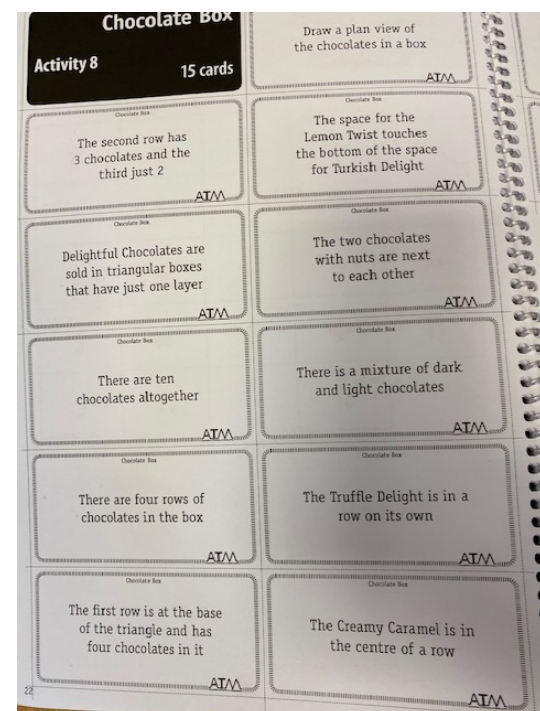 Chocolate Box
Activity 8
15 cards
Draw a plan view of
the chocolates in a box
ATM
Chocolate Box
The second row has
3 chocolates and the
third just 2
ATM
Chocolate Box
The space for the
Lemon Twist touches
the bottom of the space
for Turkish Delight
ATM
Chocolate Box
Delightful Chocolates are
sold in triangular boxes
that have just one layer
ATM
Chocolate Box
The two chocolates
with nuts are next
to each other
ATM
Chocolate Box
There are ten
chocolates altogether
ATM
Chocolate Box
There is a mixture of dark
and light chocolates
ATM
Chocolate Box
There are four rows of
chocolates in the box
ATM
Chocolate Box
The Truffle Delight is in a
row on its own
ATM
Chocolate Box
The first row is at the base
of the triangle and has
four chocolates in it
ATM
Chocolate Box
The Creamy Caramel is in
the centre of a row
ATM
22